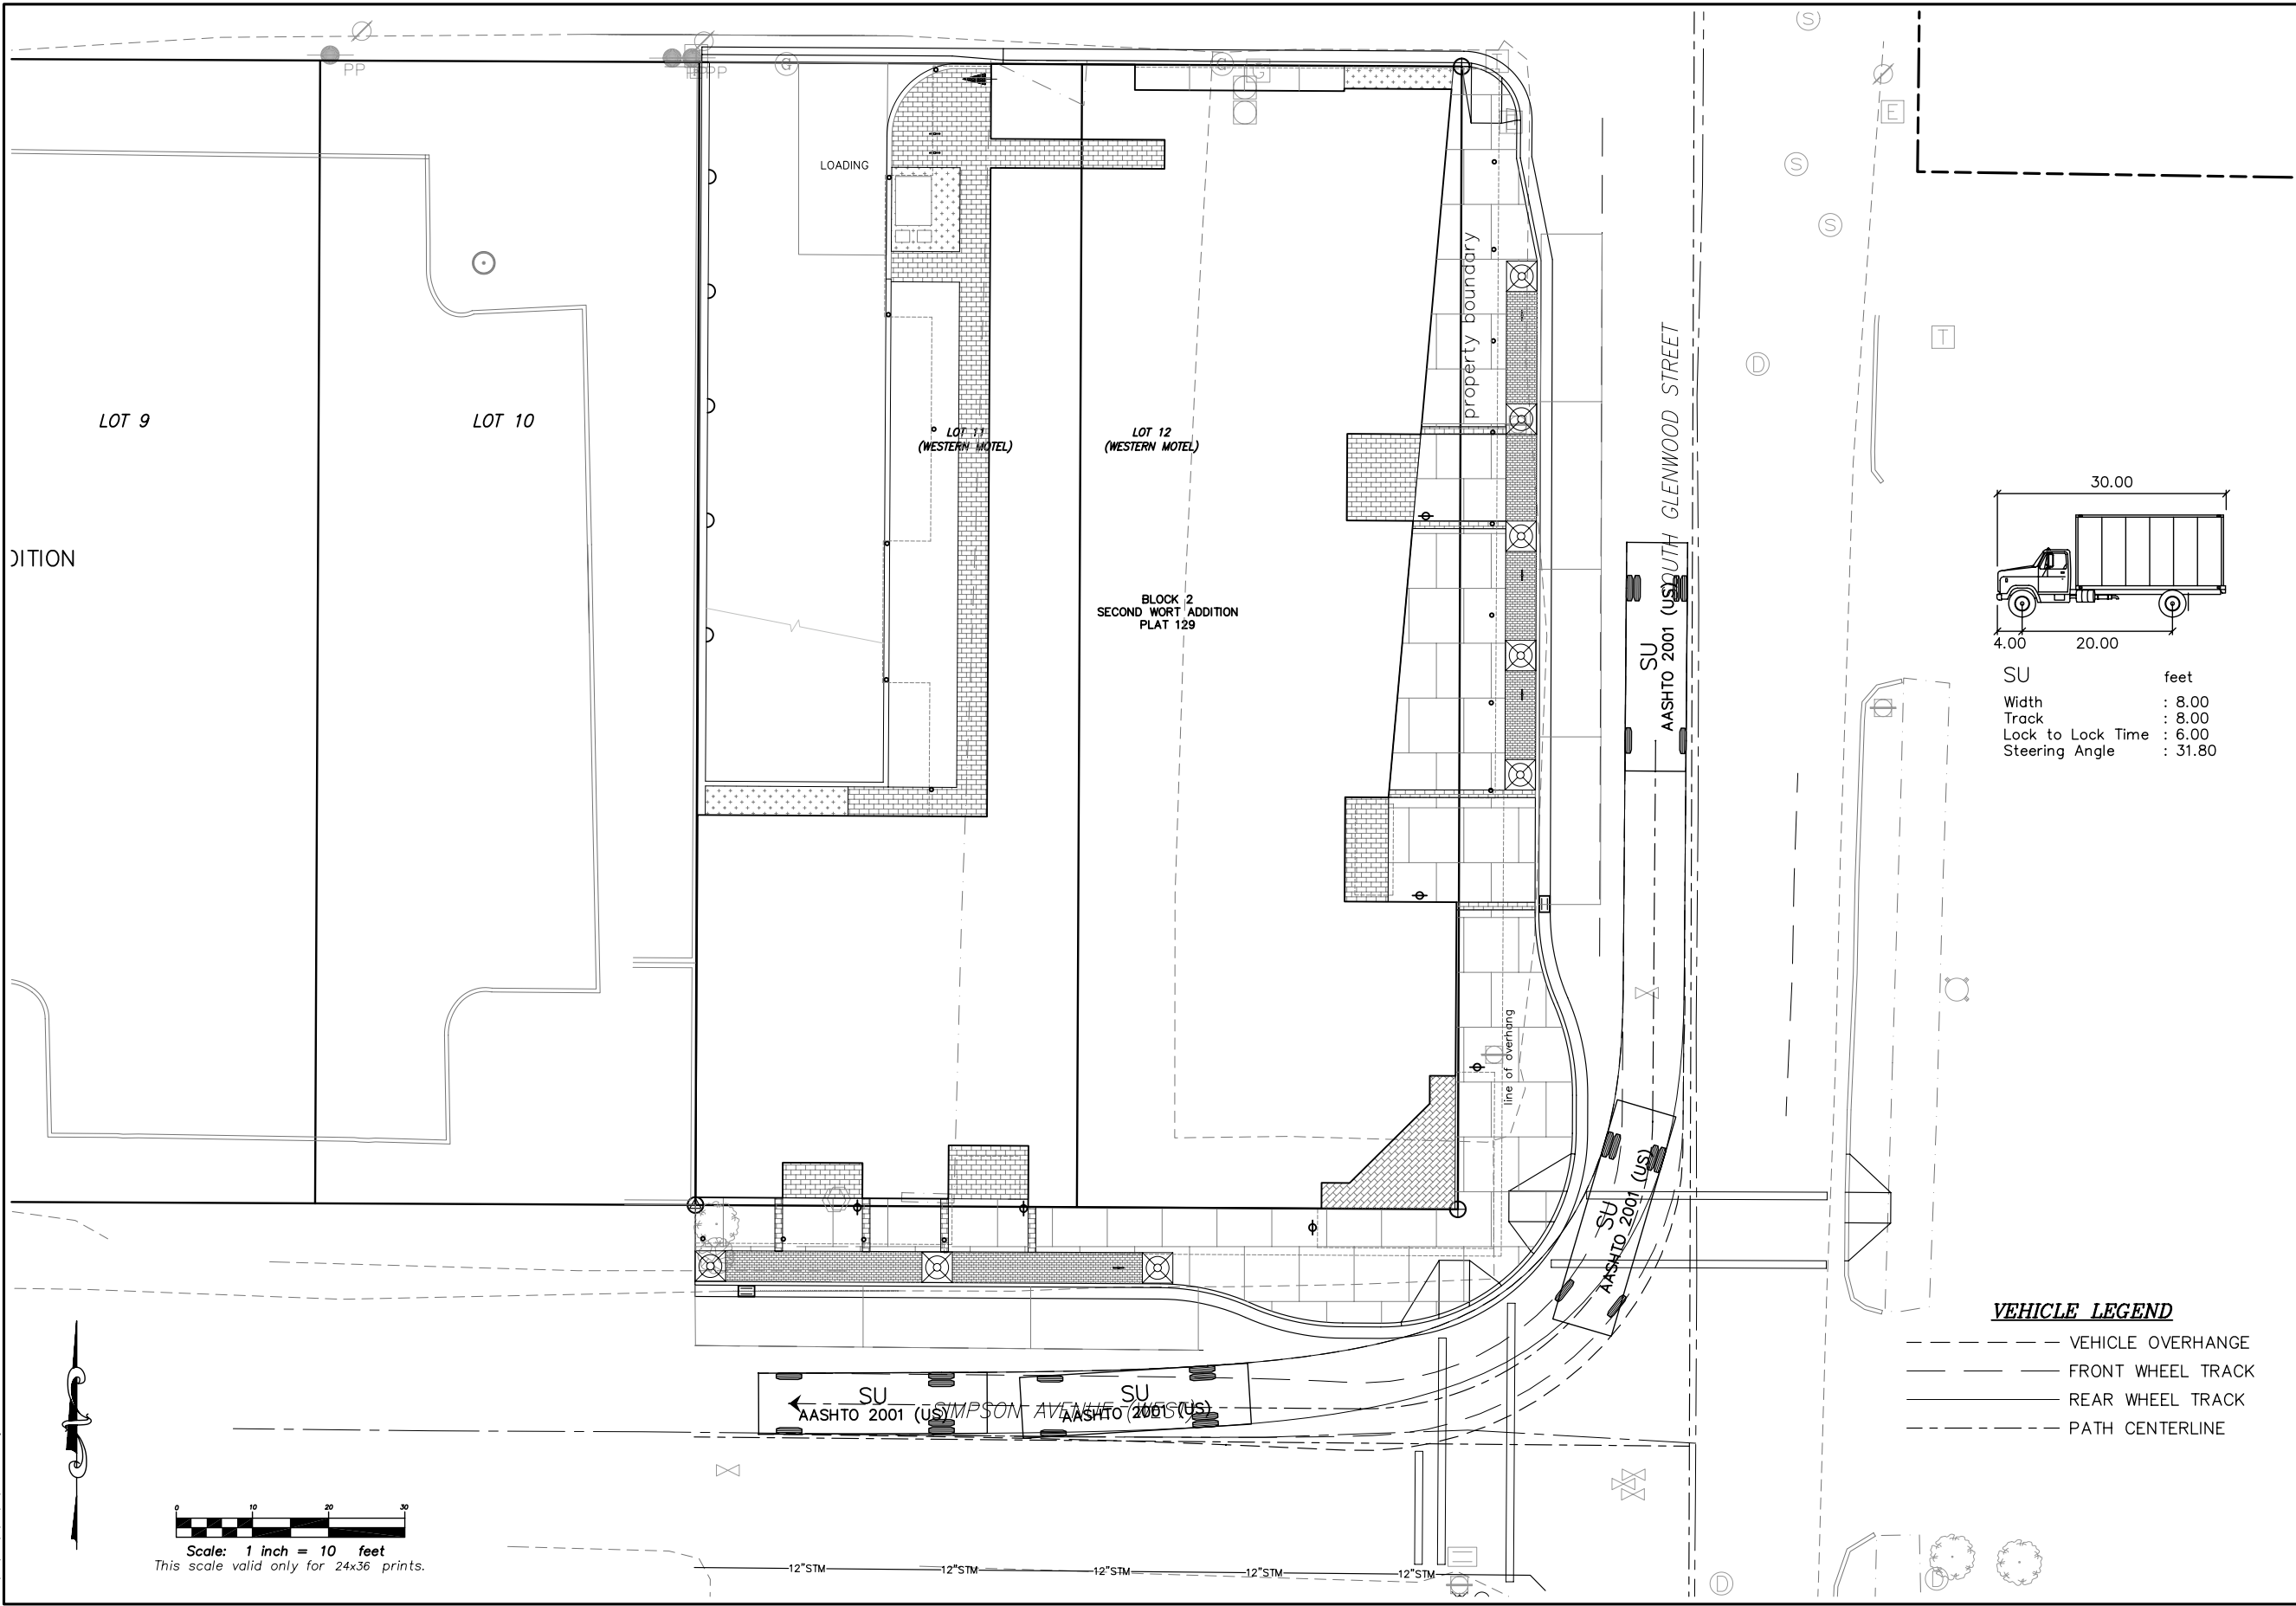 S
PP
G
G
G
T
E
E
S
S
LOADING
property boundary
SOUTH GLENWOOD STREET
T
D
LOT 9
LOT 10
LOT 11
(WESTERN MOTEL)
LOT 12
(WESTERN MOTEL)
DITION
BLOCK 2
SECOND WORT ADDITION
PLAT 129
SU
AASHTO 2001 (US)
30.00
4.00
20.00
SU feet
Width : 8.00
Track : 8.00
Lock to Lock Time : 6.00
Steering Angle : 31.80
line of overhang
SU
AASHTO 2001 (US)
SU
AASHTO 2001 (US)
SIMPSON AVENUE (WEST)
SU
AASHTO 2001 (US)
VEHICLE LEGEND
VEHICLE OVERHANGE
FRONT WHEEL TRACK
REAR WHEEL TRACK
PATH CENTERLINE
0 10 20 30
Scale: 1 inch = 10 feet
This scale valid only for 24x36 prints.
12"STM 12"STM 12"STM 12"STM 12"STM
D
D